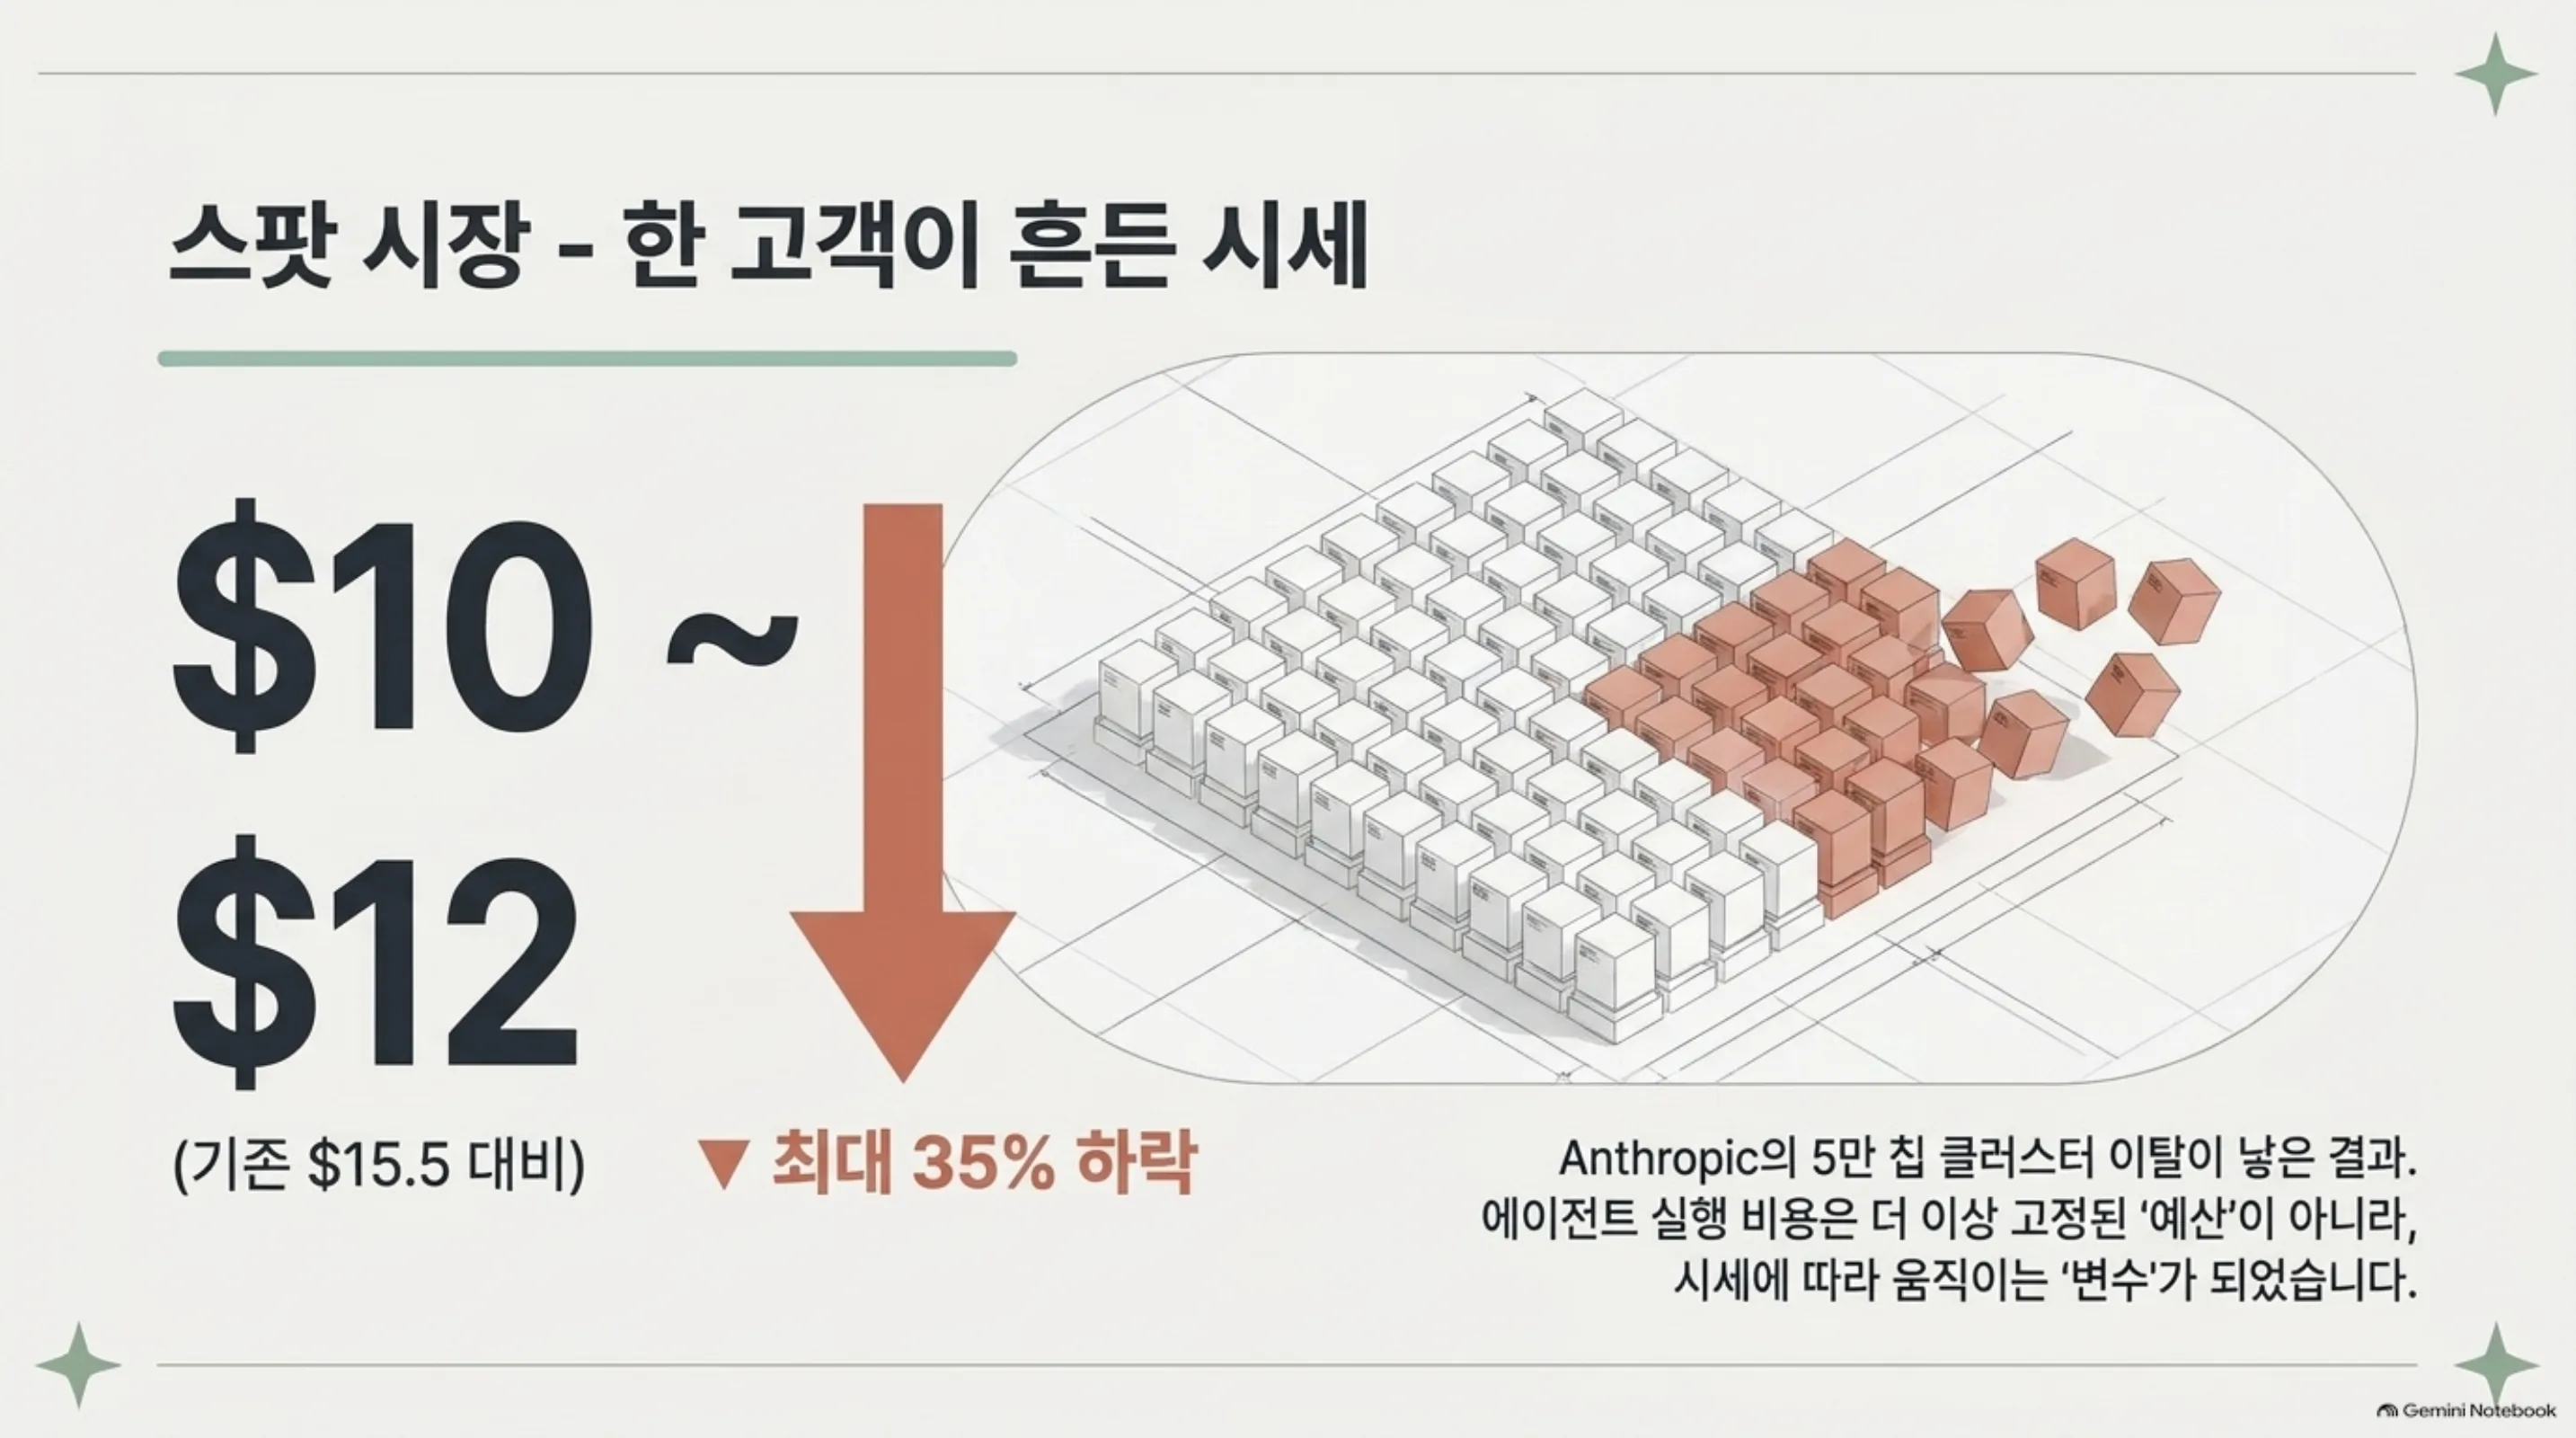 스팟 시장 - 한 고객이 흔든 시세
$10 ~
$12
(기존 $15.5 대비)
▼ 최대 35% 하락
Anthropic의 5만 칩 클러스터 이탈이 낳은 결과.
에이전트 실행 비용은 더 이상 고정된 ‘예산’이 아니라,
시세에 따라 움직이는 ‘변수'가 되었습니다.
Gemini Notebook